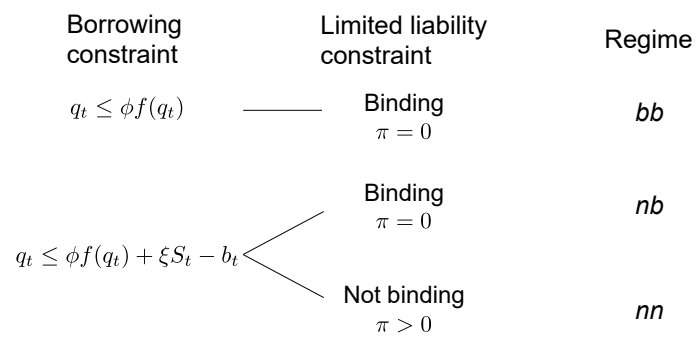 Borrowing constraint
Limited liability constraint
Regime
q_t ≤ ϕf(q_t)
Binding
π = 0
bb
Binding
π = 0
nb
q_t ≤ ϕf(q_t) + ξS_t − b_t
Not binding
π > 0
nn